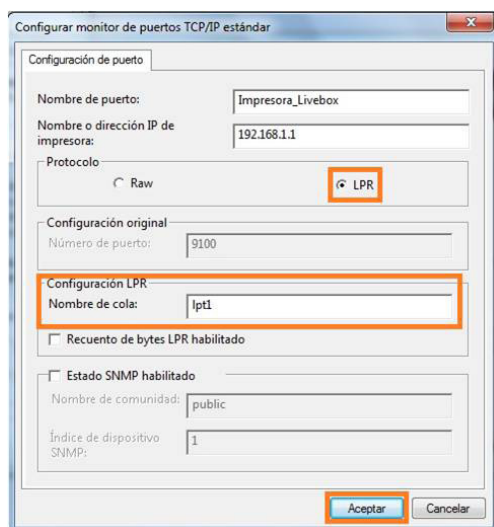 Configurar monitor de puertos TCP/IP estándar
Configuración de puerto
Nombre de puerto: Impresora_Livebox
Nombre o dirección IP de
impresora: 192.168.1.1
Protocolo
Raw LPR
Configuración original
Número de puerto: 9100
Configuración LPR
Nombre de cola: lpt1
Recuento de bytes LPR habilitado
Estado SNMP habilitado
Nombre de comunidad: public
Índice de dispositivo
SNMP: 1
Aceptar Cancelar